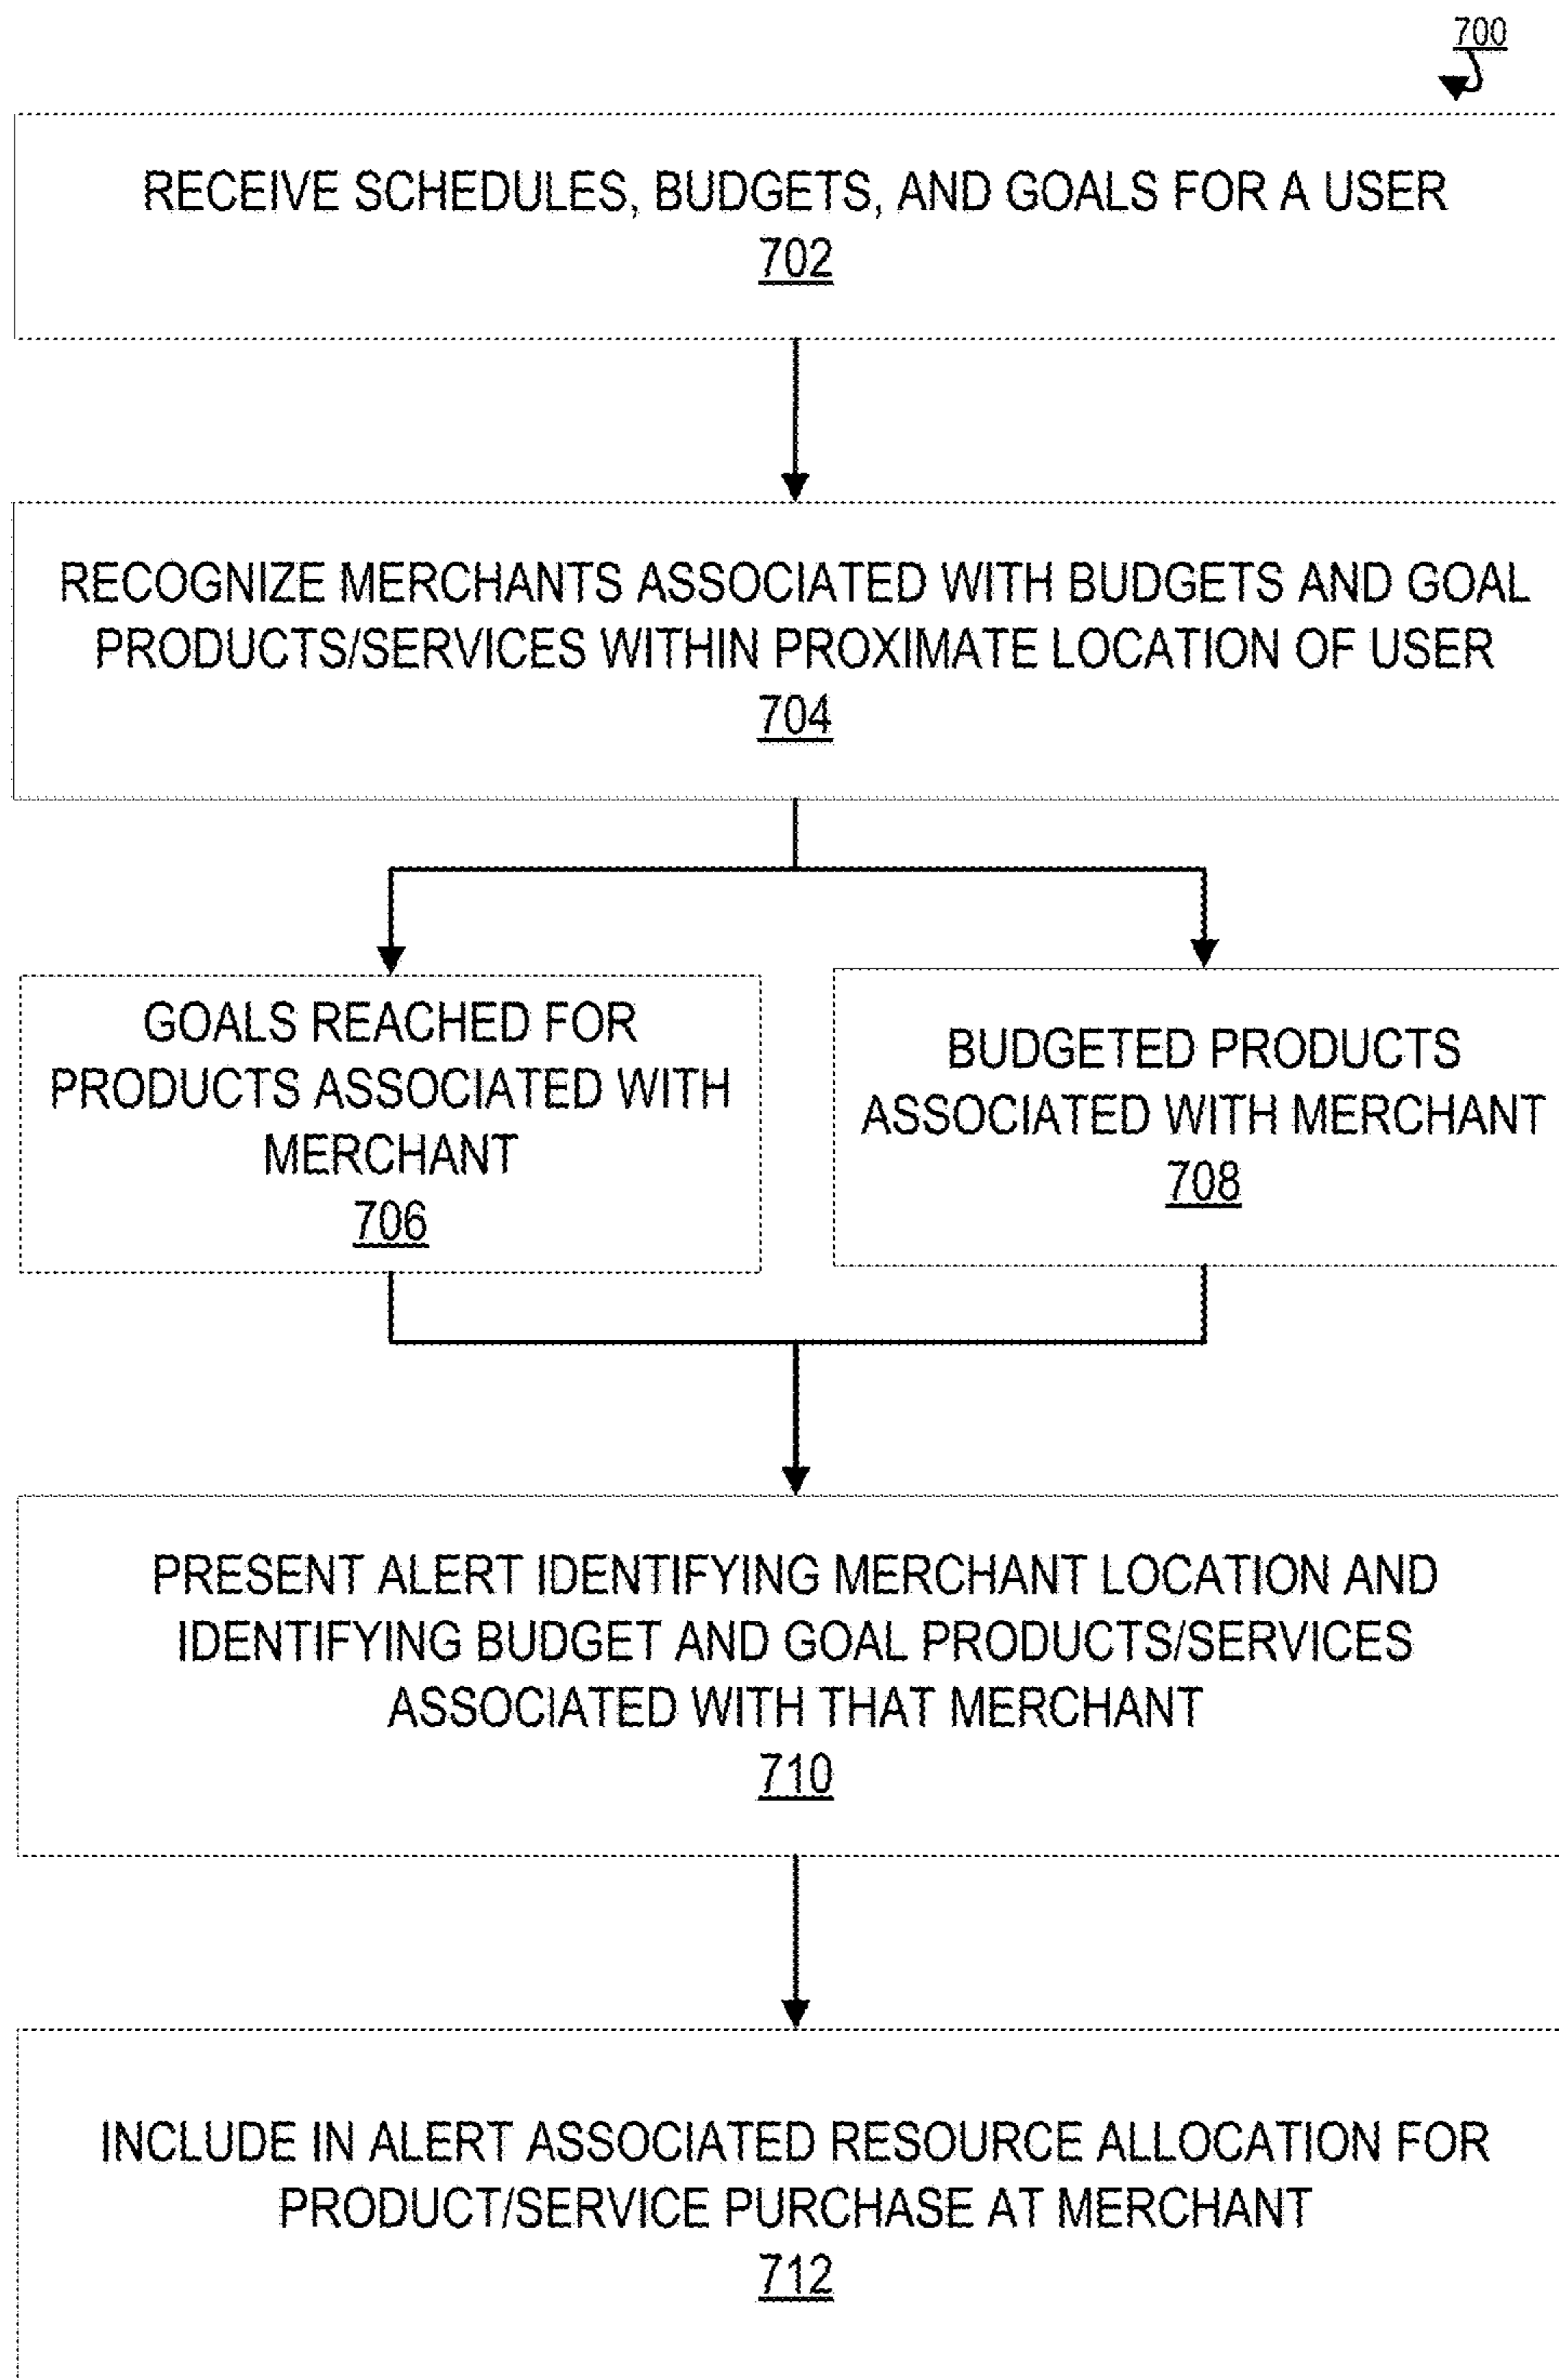 700
RECEIVE SCHEDULES, BUDGETS, AND GOALS FOR A USER
702
RECOGNIZE MERCHANTS ASSOCIATED WITH BUDGETS AND GOAL
PRODUCTS/SERVICES WITHIN PROXIMATE LOCATION OF USER
704
GOALS REACHED FOR
PRODUCTS ASSOCIATED WITH
MERCHANT
706
BUDGETED PRODUCTS
ASSOCIATED WITH MERCHANT
708
PRESENT ALERT IDENTIFYING MERCHANT LOCATION AND
IDENTIFYING BUDGET AND GOAL PRODUCTS/SERVICES
ASSOCIATED WITH THAT MERCHANT
710
INCLUDE IN ALERT ASSOCIATED RESOURCE ALLOCATION FOR
PRODUCT/SERVICE PURCHASE AT MERCHANT
712